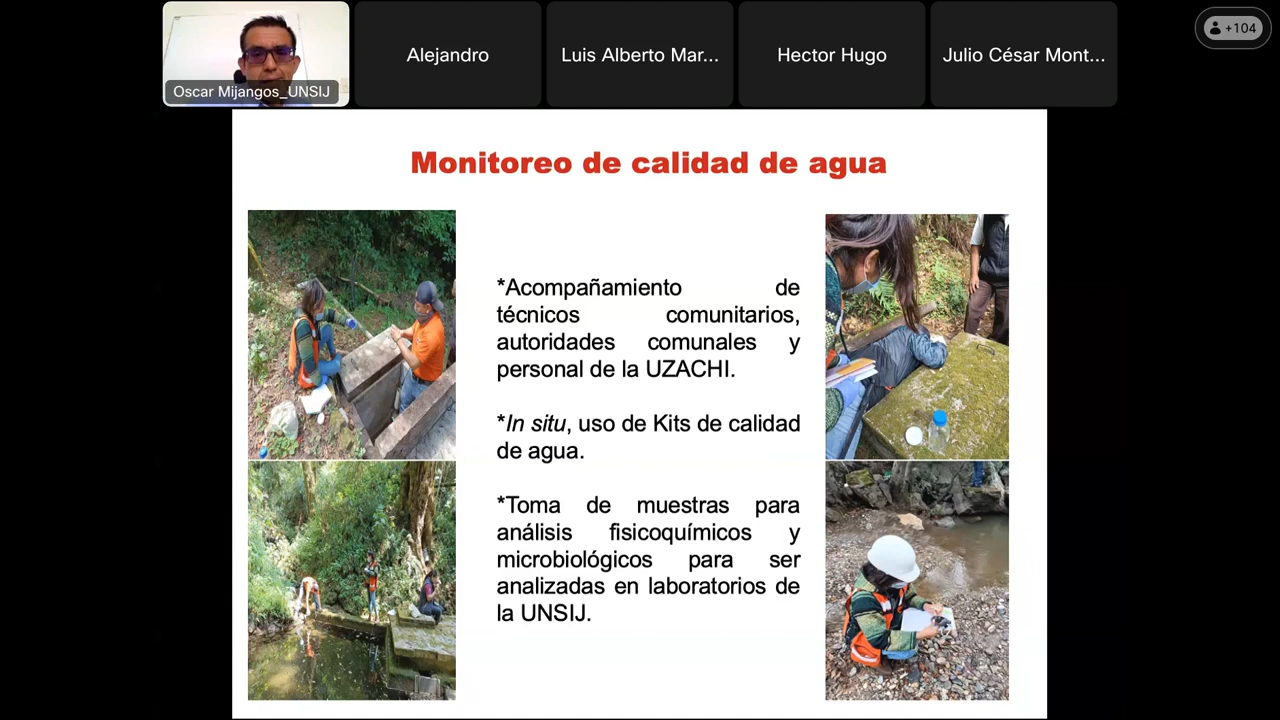 Oscar Mijangos_UNSIJ
Alejandro
Luis Alberto Mar...
Hector Hugo
Julio César Mont...
+104
Monitoreo de calidad de agua
*Acompañamiento de
técnicos comunitarios,
autoridades comunales y
personal de la UZACHI.
*In situ, uso de Kits de calidad
de agua.
*Toma de muestras para
análisis fisicoquímicos y
microbiológicos para ser
analizadas en laboratorios de
la UNSIJ.